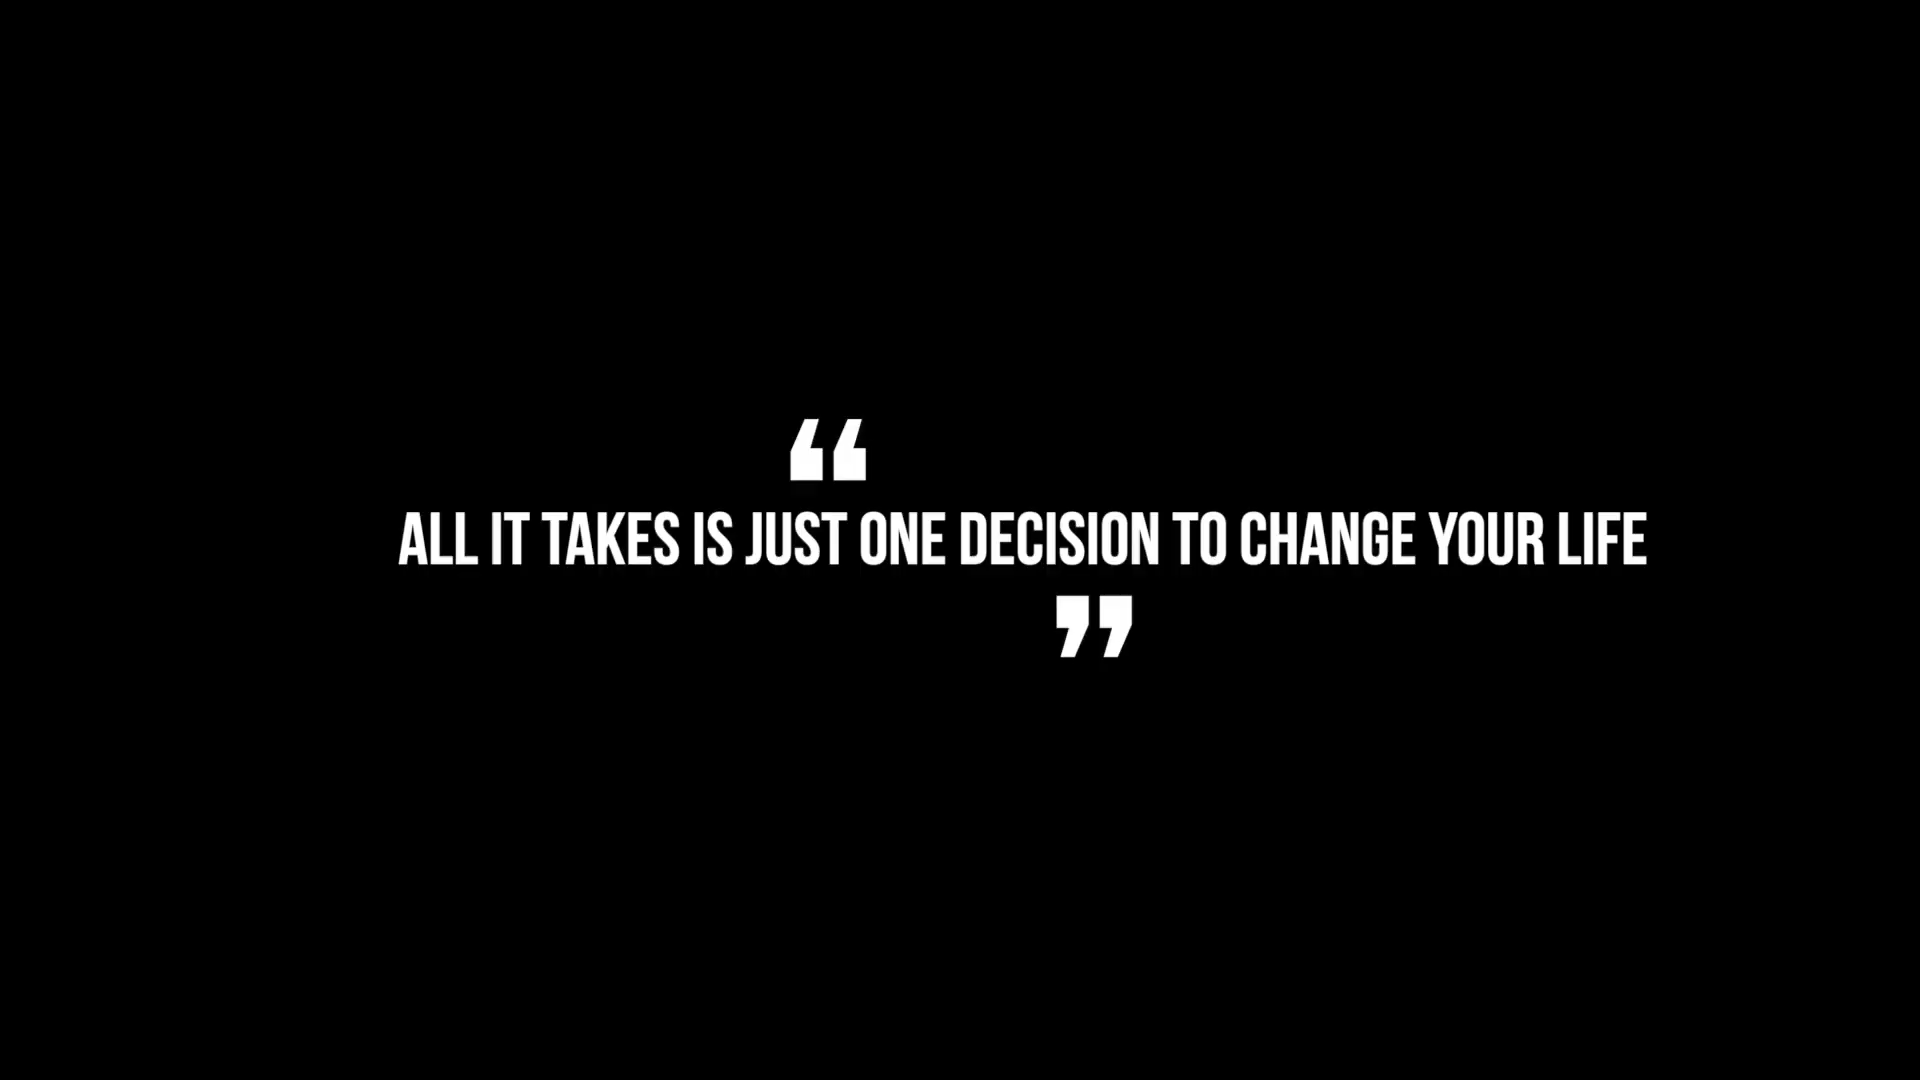 “
ALL IT TAKES IS JUST ONE DECISION TO CHANGE YOUR LIFE
”